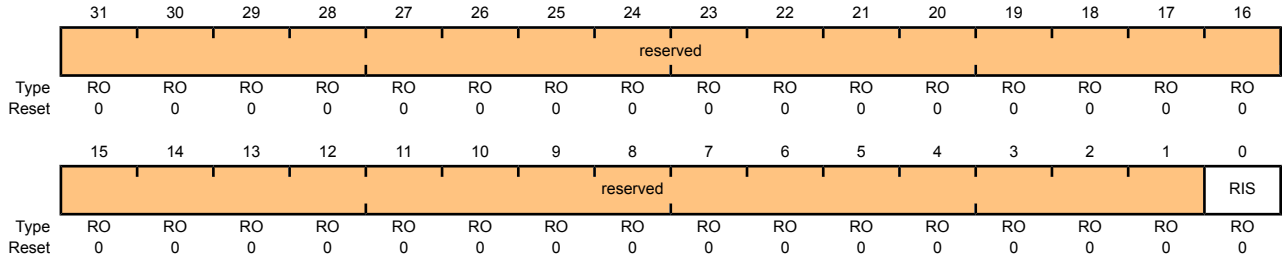 31 30 29 28 27 26 25 24 23 22 21 20 19 18 17 16
reserved
Type RO RO RO RO RO RO RO RO RO RO RO RO RO RO RO RO
Reset 0 0 0 0 0 0 0 0 0 0 0 0 0 0 0 0
15 14 13 12 11 10 9 8 7 6 5 4 3 2 1 0
reserved RIS
Type RO RO RO RO RO RO RO RO RO RO RO RO RO RO RO RO
Reset 0 0 0 0 0 0 0 0 0 0 0 0 0 0 0 0